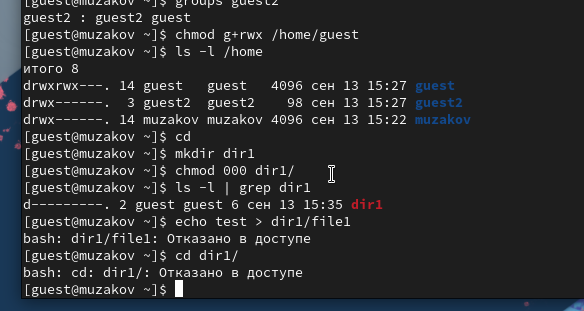 [guest@muzakov ~]$ groups guest2
guest2 : guest2 guest
[guest@muzakov ~]$ chmod g+rwx /home/guest
[guest@muzakov ~]$ ls -l /home
итого 8
drwxrwx---. 14 guest   guest   4096 сен 13 15:27 guest
drwx------.  3 guest2  guest2    98 сен 13 15:27 guest2
drwx------. 14 muzakov muzakov 4096 сен 13 15:22 muzakov
[guest@muzakov ~]$ cd
[guest@muzakov ~]$ mkdir dir1
[guest@muzakov ~]$ chmod 000 dir1/
[guest@muzakov ~]$ ls -l | grep dir1
d---------. 2 guest guest 6 сен 13 15:35 dir1
[guest@muzakov ~]$ echo test > dir1/file1
bash: dir1/file1: Отказано в доступе
[guest@muzakov ~]$ cd dir1/
bash: cd: dir1/: Отказано в доступе
[guest@muzakov ~]$